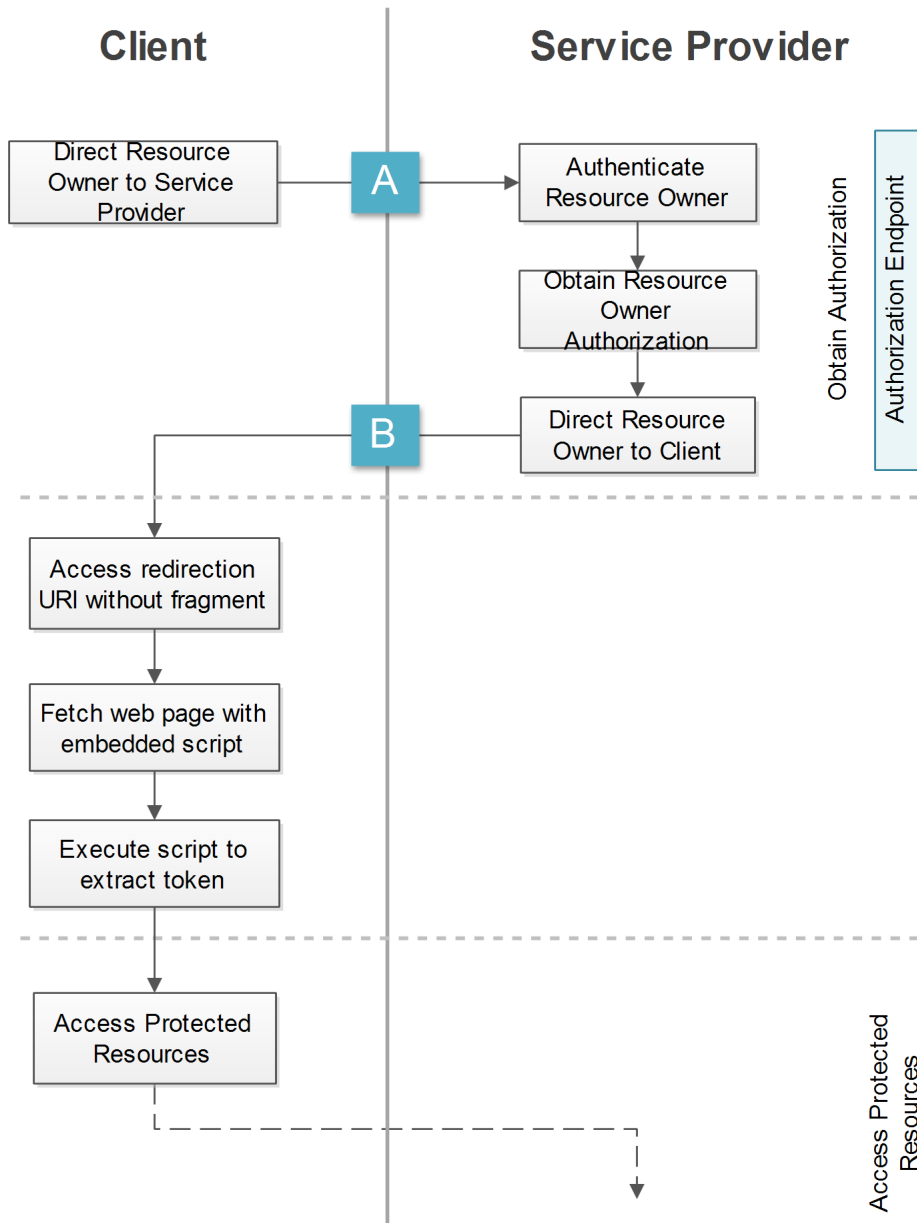 Client
Service Provider
Direct Resource
Owner to Service
Provider
A
Authenticate
Resource Owner
Obtain Resource
Owner
Authorization
Direct Resource
Owner to Client
B
Obtain Authorization
Authorization Endpoint
Access redirection
URI without fragment
Fetch web page with
embedded script
Execute script to
extract token
Access Protected
Resources
Access Protected
Resources